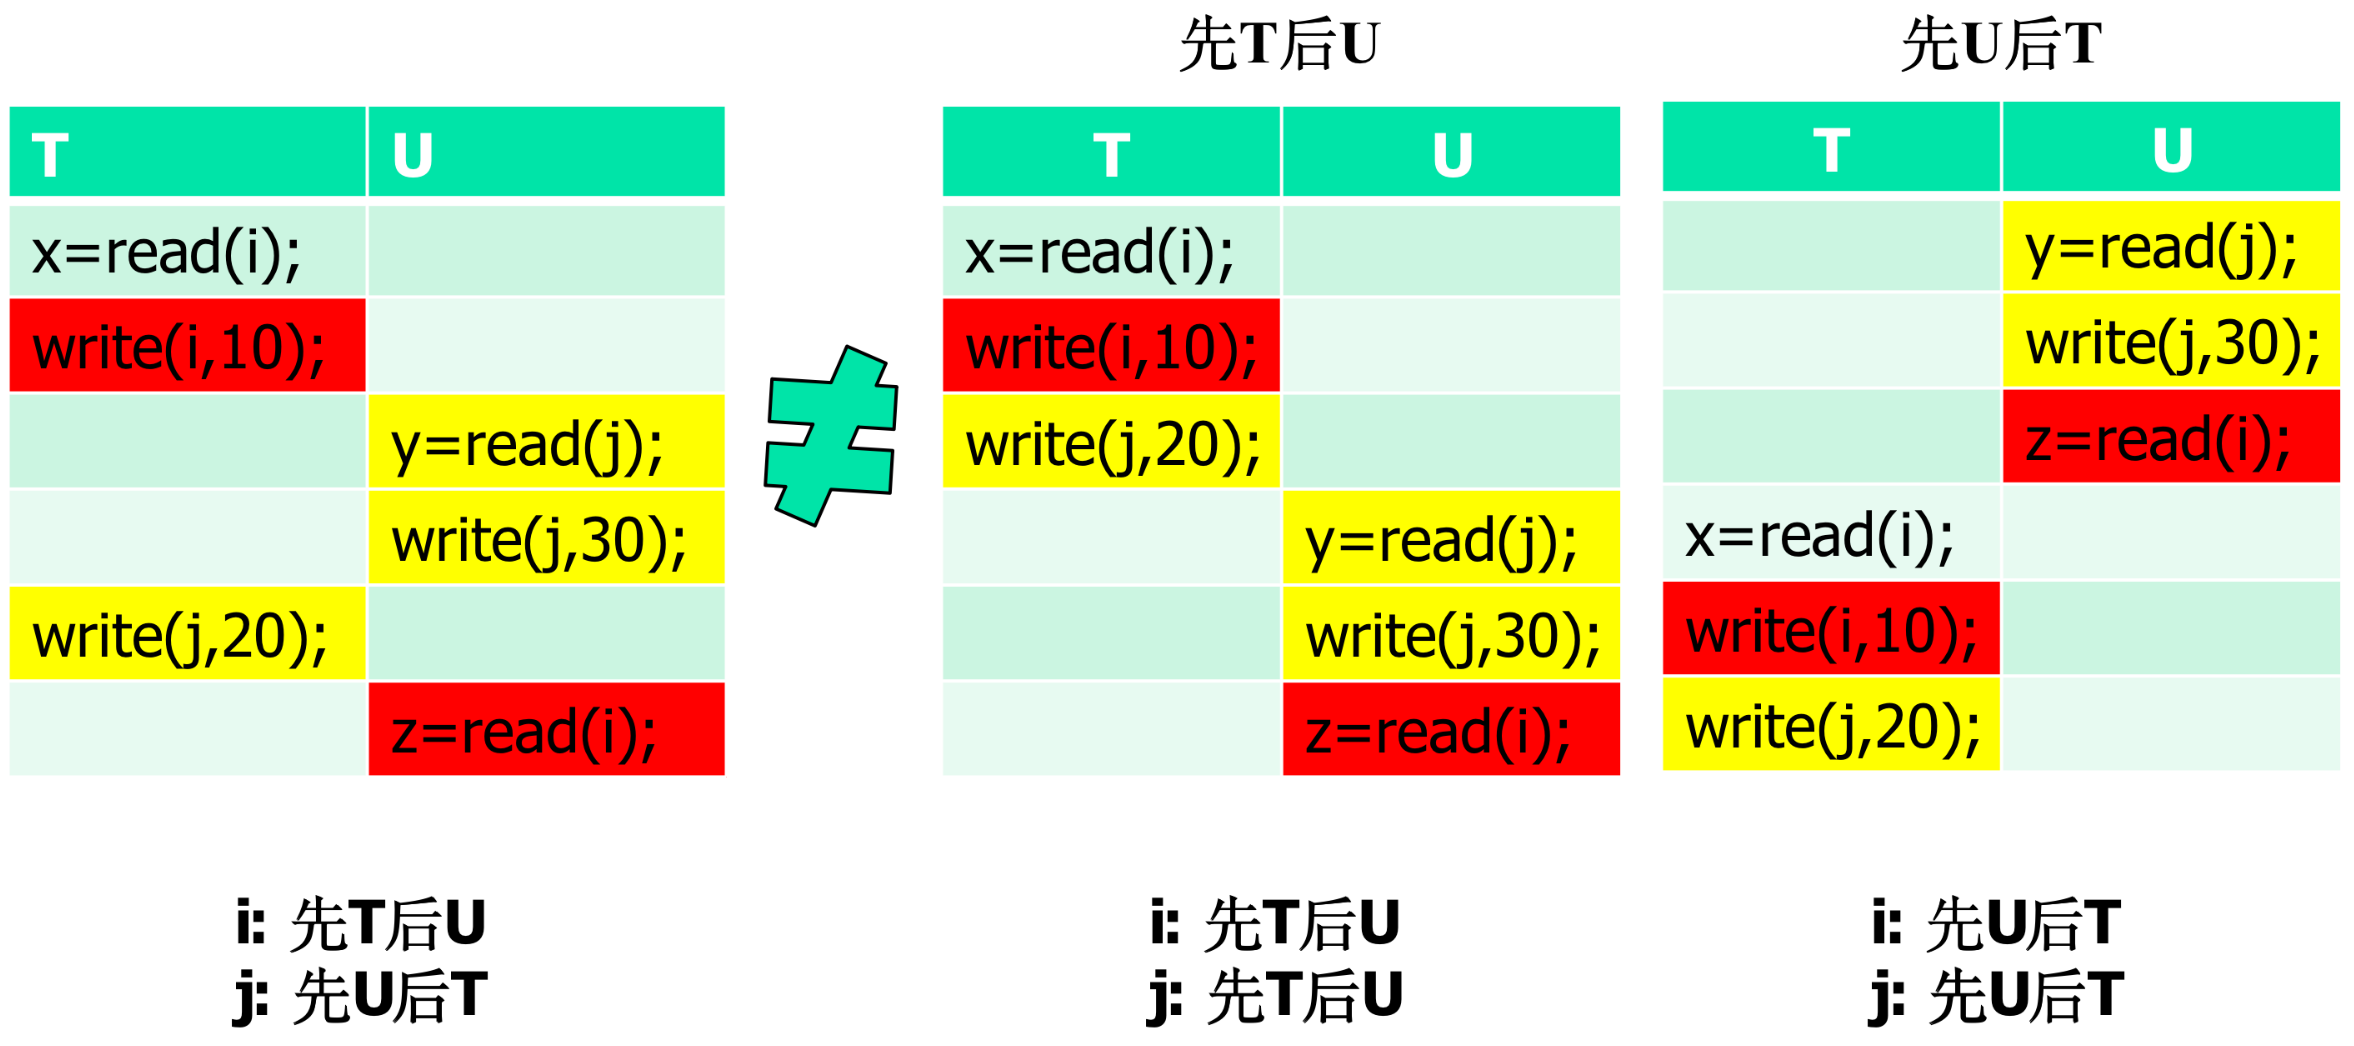 先T后U
先U后T
T U
x=read(i);
write(i,10);
y=read(j);
write(j,30);
write(j,20);
z=read(i);
≠
T U
x=read(i);
write(i,10);
write(j,20);
y=read(j);
write(j,30);
z=read(i);
T U
y=read(j);
write(j,30);
z=read(i);
x=read(i);
write(i,10);
write(j,20);
i: 先T后U
j: 先U后T
i: 先T后U
j: 先T后U
i: 先U后T
j: 先U后T